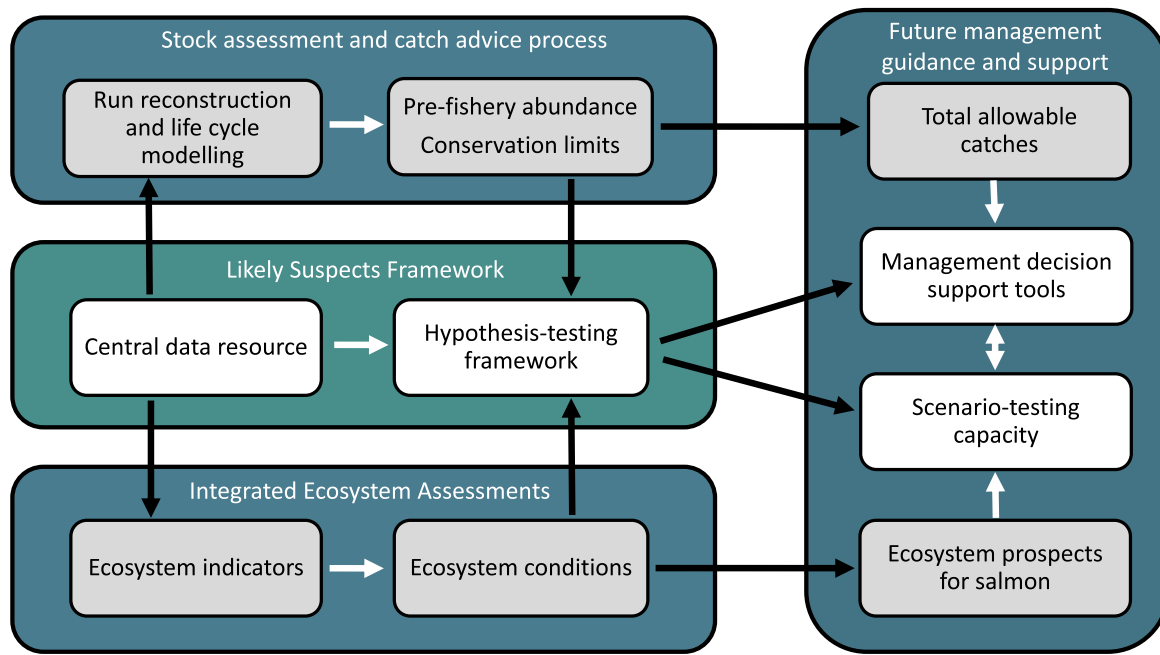 Stock assessment and catch advice process
Run reconstruction
and life cycle
modelling
Pre-fishery abundance
Conservation limits
Likely Suspects Framework
Central data resource
Hypothesis-testing
framework
Integrated Ecosystem Assessments
Ecosystem indicators
Ecosystem conditions
Future management
guidance and support
Total allowable
catches
Management decision
support tools
Scenario-testing
capacity
Ecosystem prospects
for salmon